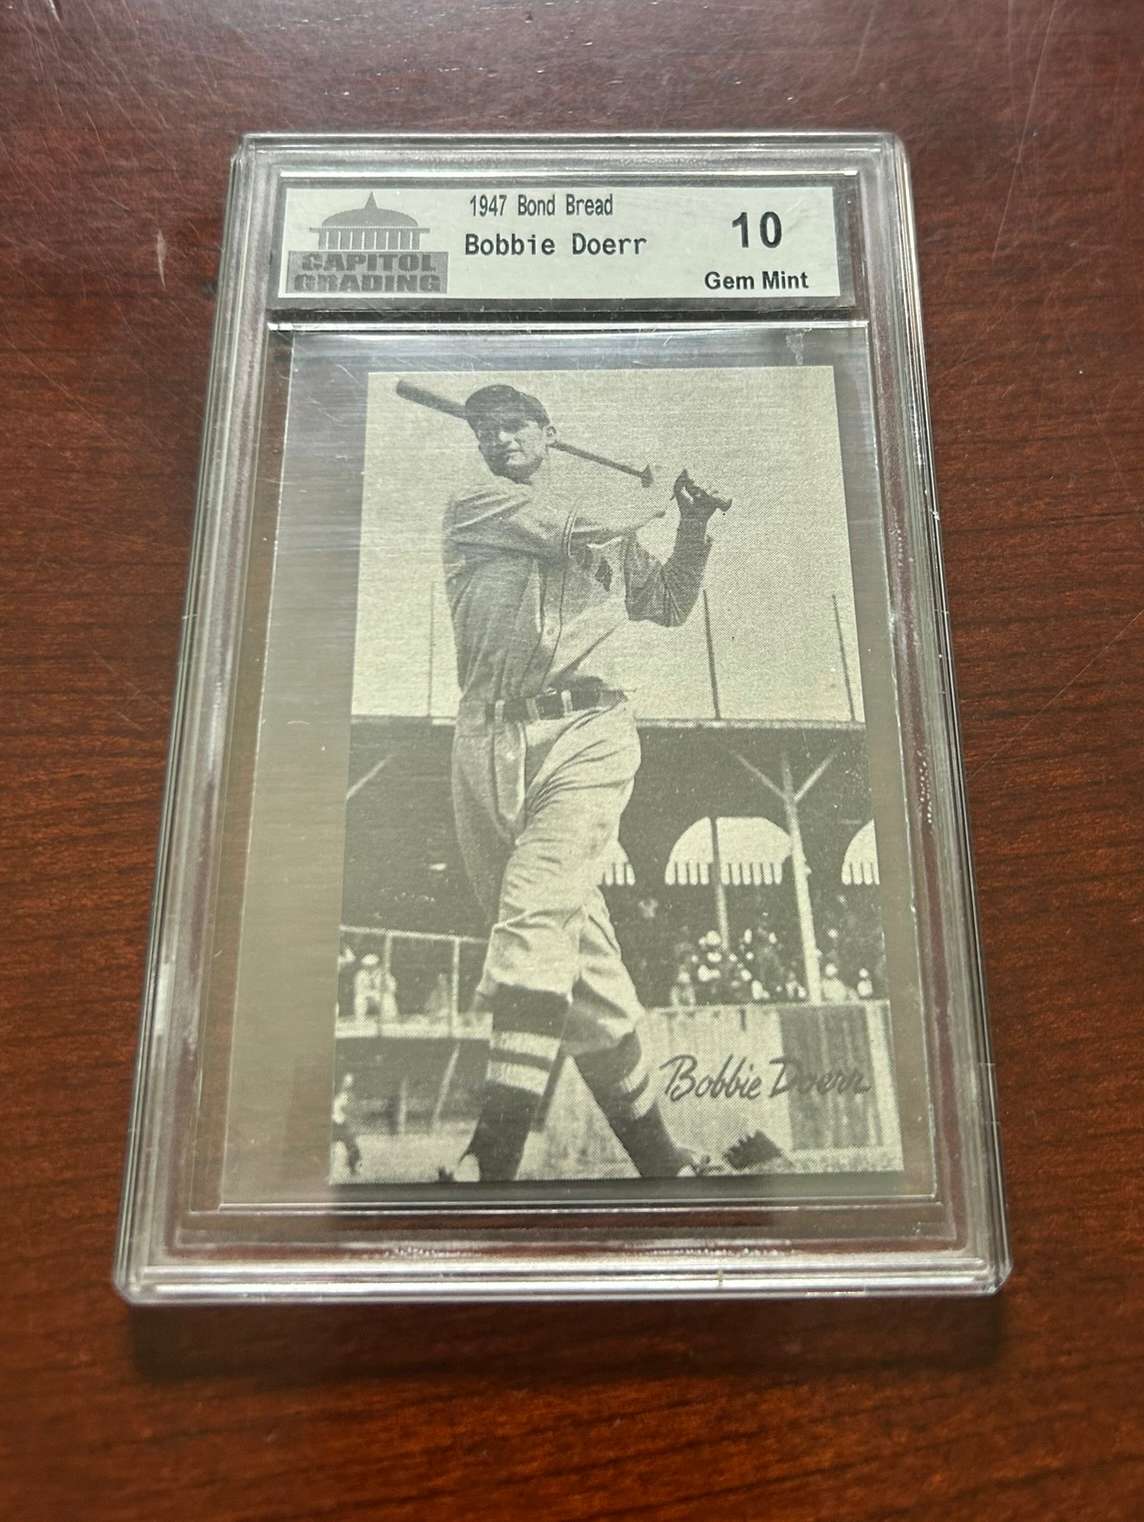 1947 Bond Bread
Bobbie Doerr
10
Gem Mint
CAPITOL
GRADING
Bobbie Doerr